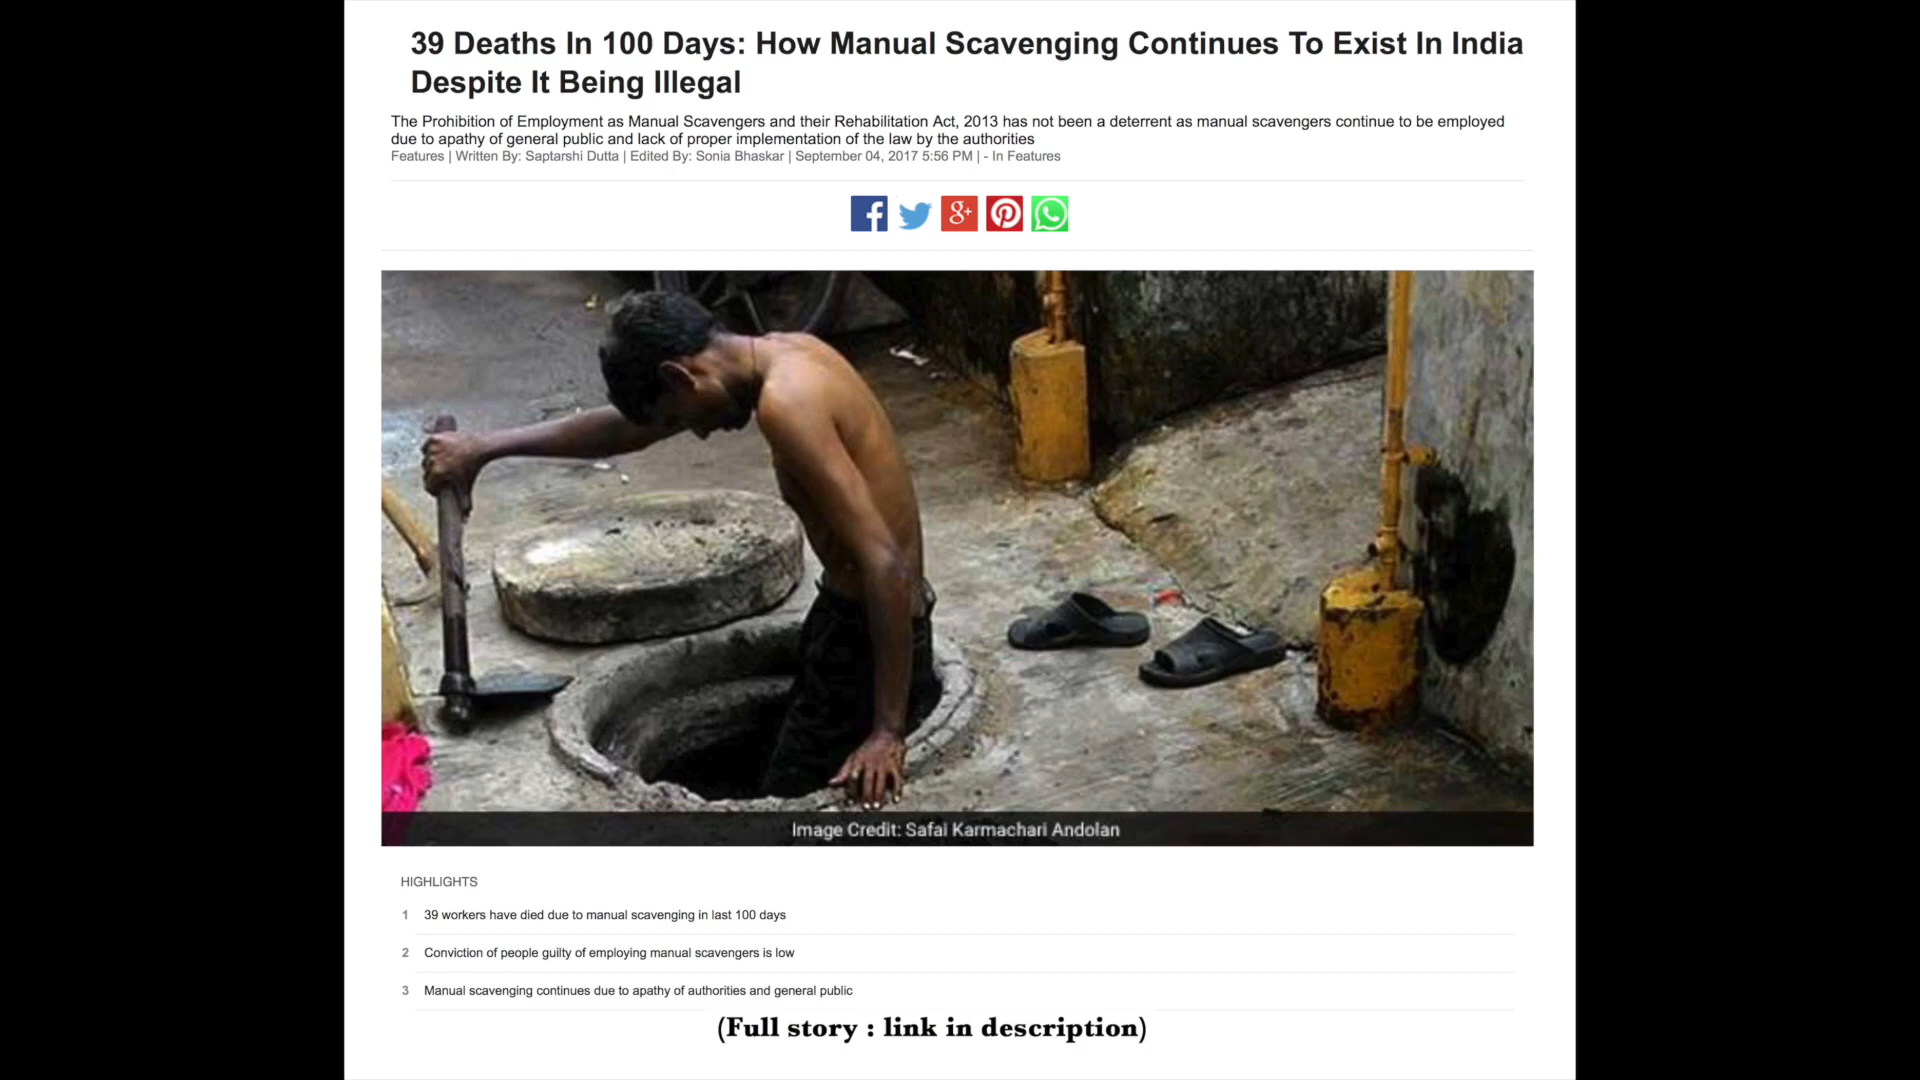 39 Deaths In 100 Days: How Manual Scavenging Continues To Exist In India
Despite It Being Illegal
The Prohibition of Employment as Manual Scavengers and their Rehabilitation Act, 2013 has not been a deterrent as manual scavengers continue to be employed
due to apathy of general public and lack of proper implementation of the law by the authorities
Features | Written By: Saptarshi Dutta | Edited By: Sonia Bhaskar | September 04, 2017 5:56 PM | - In Features
Image Credit: Safai Karmachari Andolan
HIGHLIGHTS
1 39 workers have died due to manual scavenging in last 100 days
2 Conviction of people guilty of employing manual scavengers is low
3 Manual scavenging continues due to apathy of authorities and general public
(Full story : link in description)